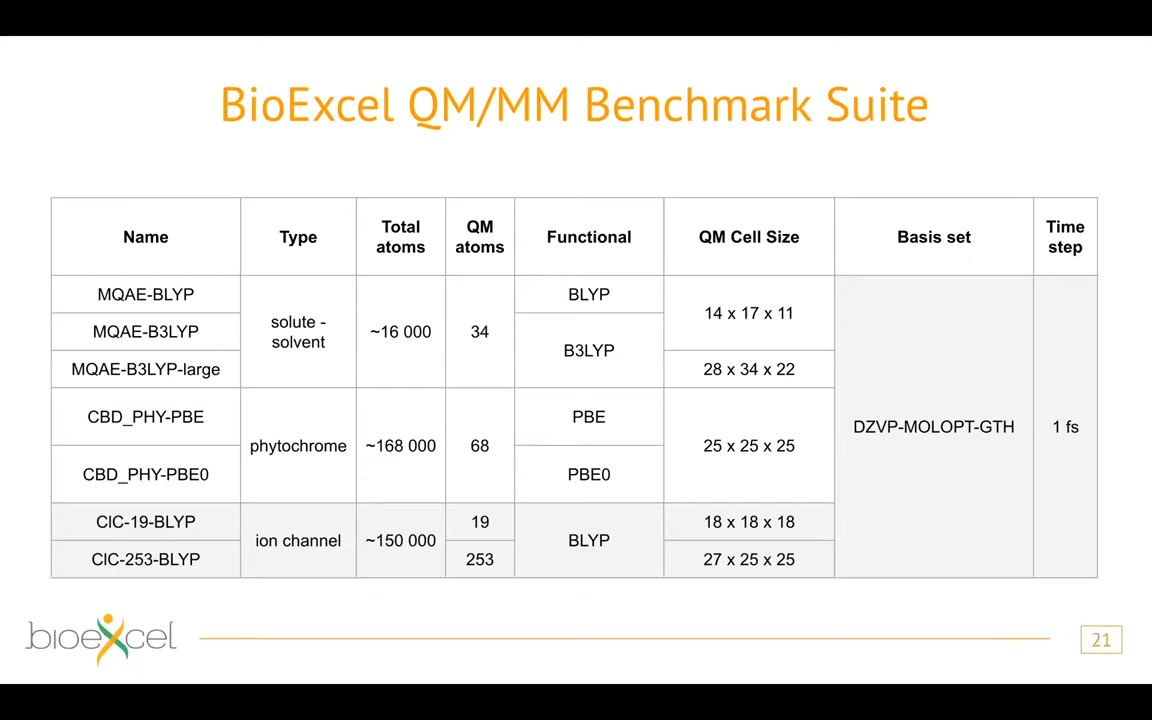 BioExcel QM/MM Benchmark Suite
Name Type Total atoms QM atoms Functional QM Cell Size Basis set Time step
MQAE-BLYP solute - solvent ~16 000 34 BLYP 14 x 17 x 11 DZVP-MOLOPT-GTH 1 fs
MQAE-B3LYP B3LYP
MQAE-B3LYP-large 28 x 34 x 22
CBD_PHY-PBE phytochrome ~168 000 68 PBE 25 x 25 x 25
CBD_PHY-PBE0 PBE0
ClC-19-BLYP ion channel ~150 000 19 BLYP 18 x 18 x 18
ClC-253-BLYP 253 27 x 25 x 25
bioexcel
21